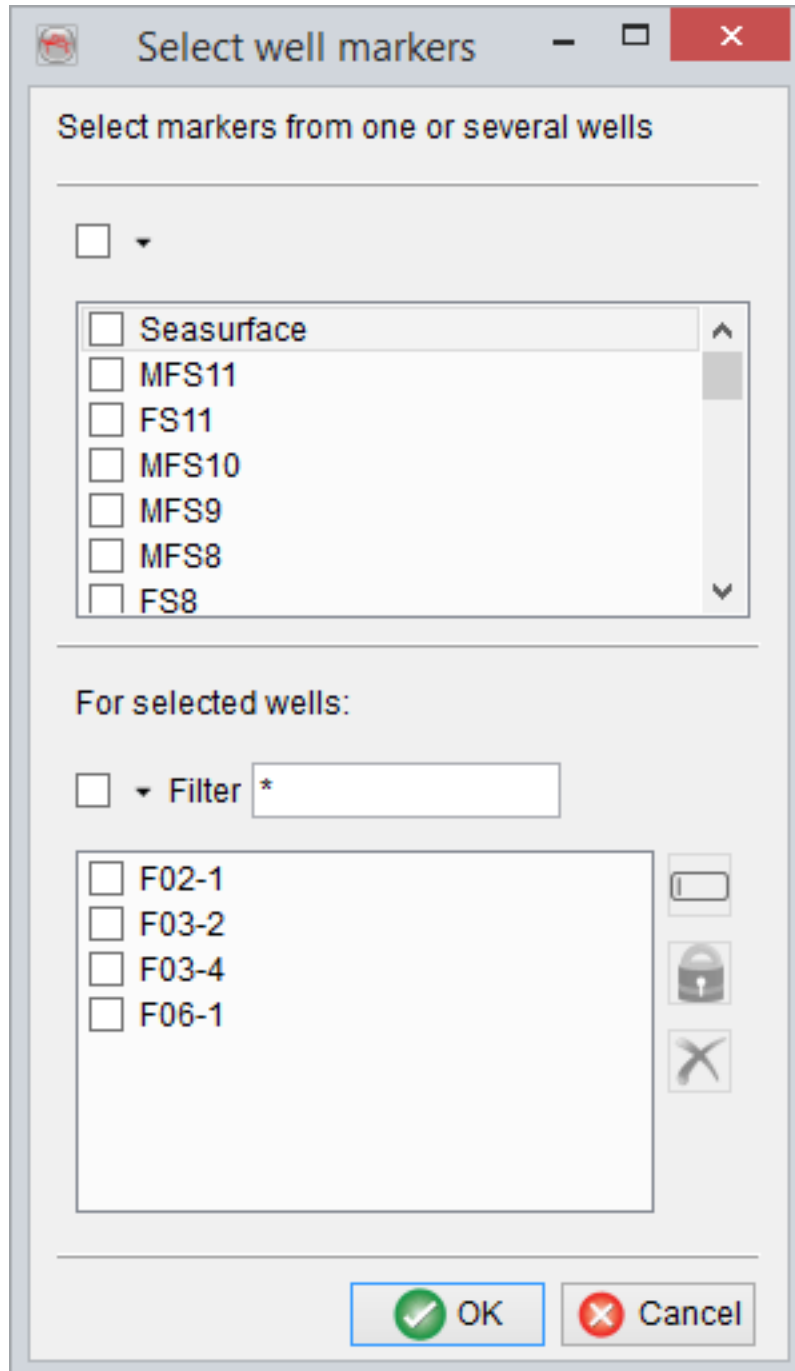 Select well markers
Select markers from one or several wells
Seasurface
MFS11
FS11
MFS10
MFS9
MFS8
FS8
For selected wells:
Filter *
F02-1
F03-2
F03-4
F06-1
OK Cancel